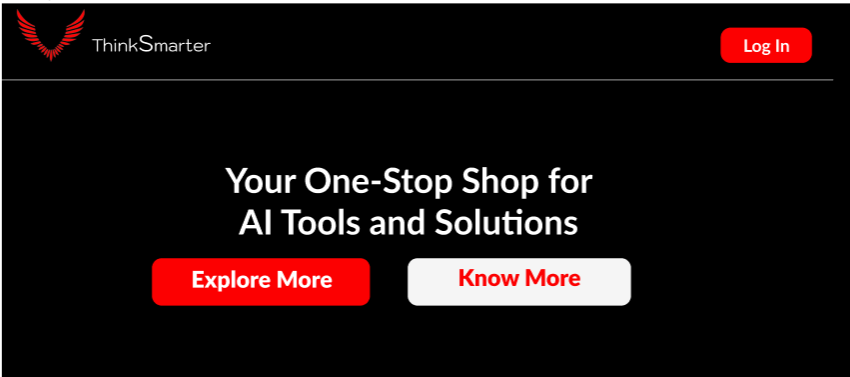 ThinkSmarter
Log In
Your One-Stop Shop for
AI Tools and Solutions
Explore More
Know More